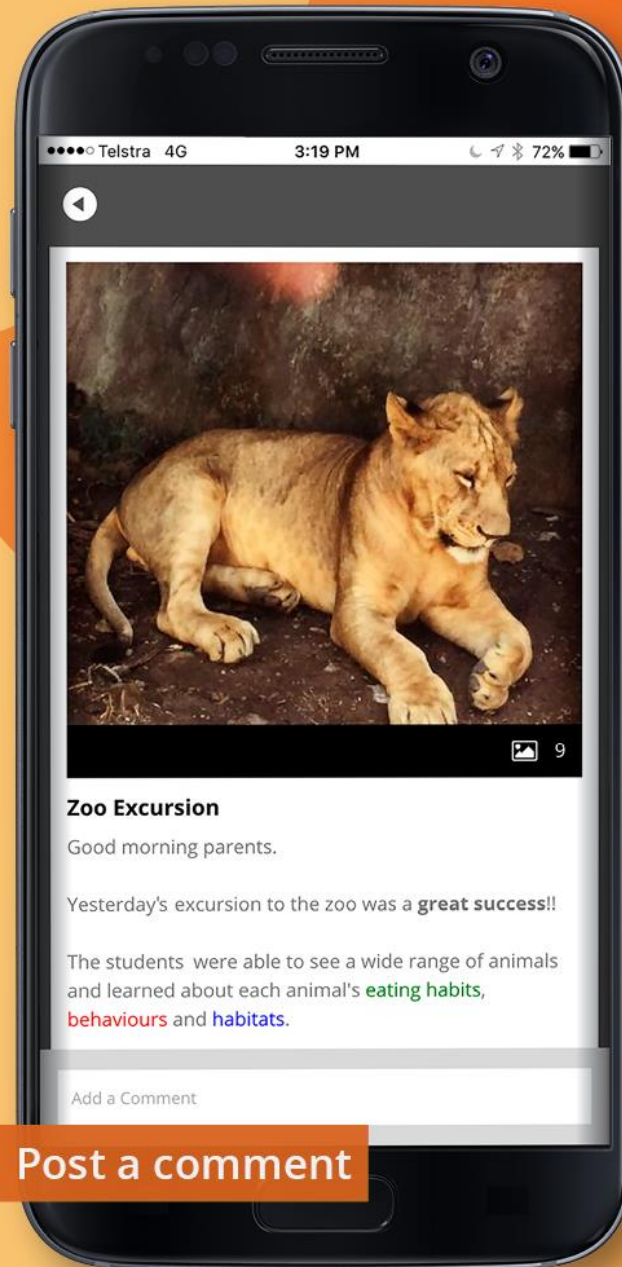 Telstra 4G 3:19 PM 72%
9
Zoo Excursion
Good morning parents.
Yesterday's excursion to the zoo was a great success!!
The students were able to see a wide range of animals
and learned about each animal's eating habits,
behaviours and habitats.
Add a Comment
Post a comment